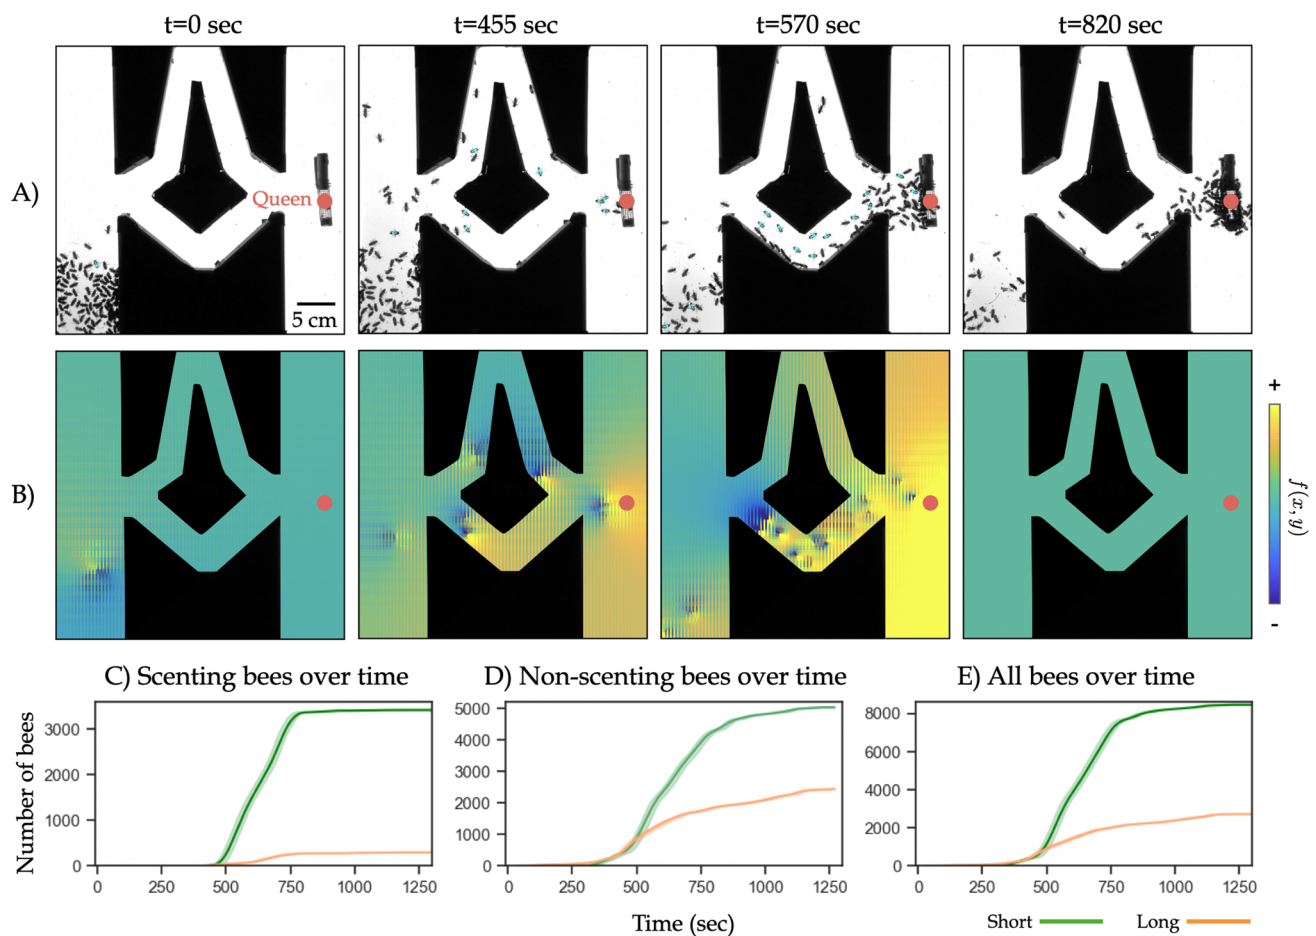 t=0 sec
t=455 sec
t=570 sec
t=820 sec
A)
Queen
5 cm
B)
+
f(x,y)
-
C) Scenting bees over time
D) Non-scenting bees over time
E) All bees over time
Number of bees
3000
2000
1000
0
0
250
500
750
1000
1250
5000
4000
3000
2000
1000
0
0
250
500
750
1000
1250
8000
6000
4000
2000
0
0
250
500
750
1000
1250
Time (sec)
Short
Long